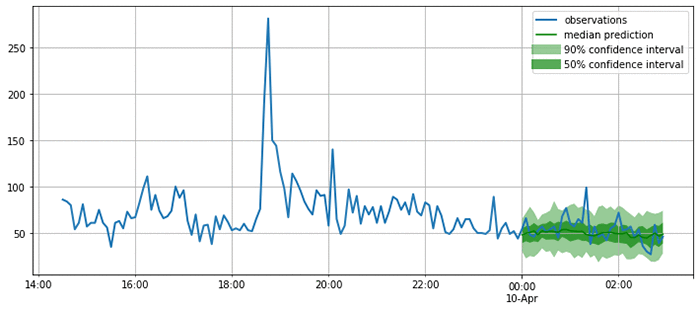 observations
median prediction
90% confidence interval
50% confidence interval
250
200
150
100
50
14:00 16:00 18:00 20:00 22:00 00:00 02:00
10-Apr